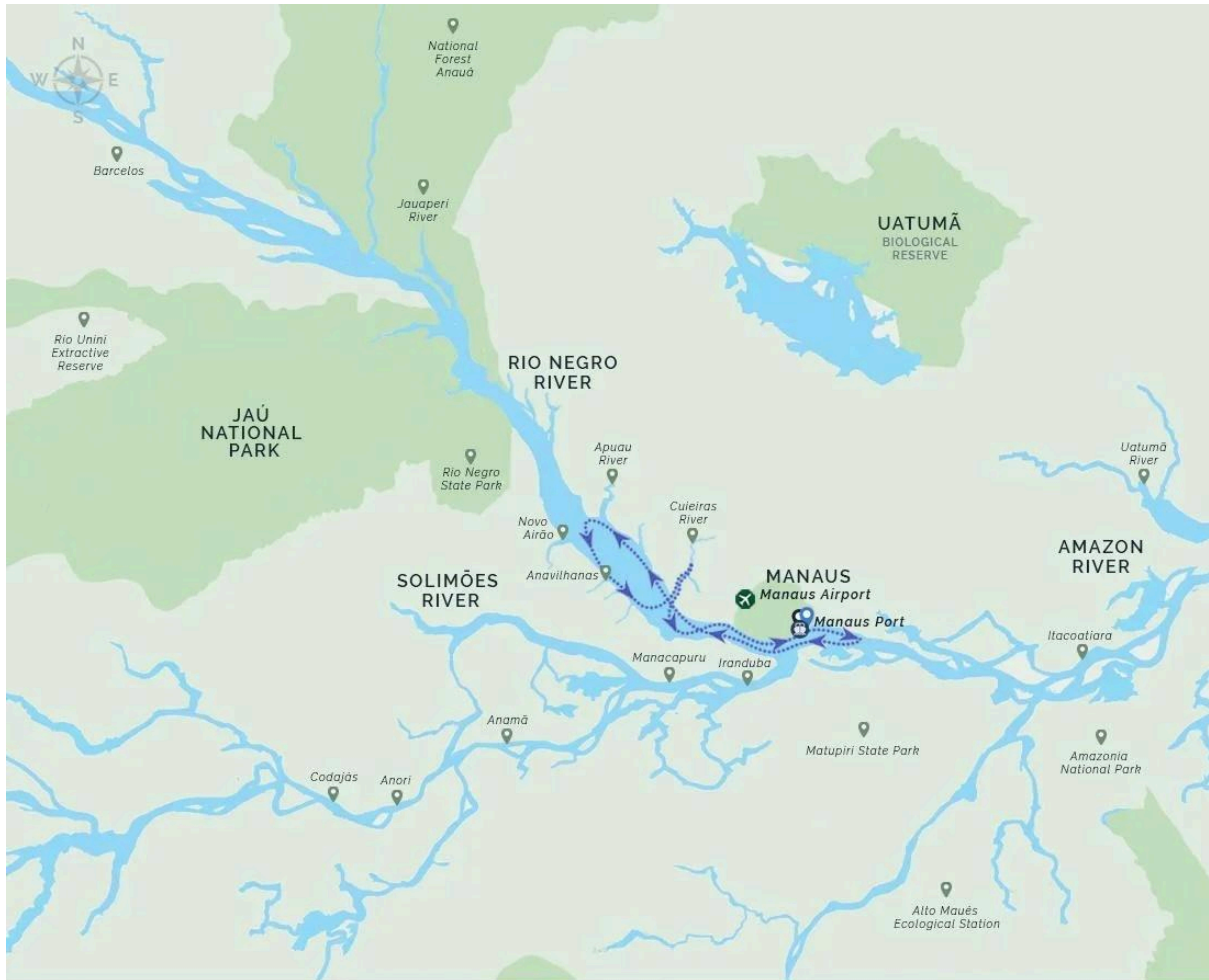 N
W E
S
National
Forest
Anauá
Barcelos
Jauaperi
River
UATUMÃ
BIOLOGICAL
RESERVE
Rio Unini
Extractive
Reserve
RIO NEGRO
RIVER
JAÚ
NATIONAL
PARK
Rio Negro
State Park
Apuau
River
Uatumã
River
Cuieiras
River
Novo
Airão
Anavilhanas
SOLIMÕES
RIVER
MANAUS
Manaus Airport
Manaus Port
AMAZON
RIVER
Itacoatiara
Manacapuru
Iranduba
Anamã
Matupiri State Park
Amazonia
National Park
Codajás
Anori
Alto Maués
Ecological Station